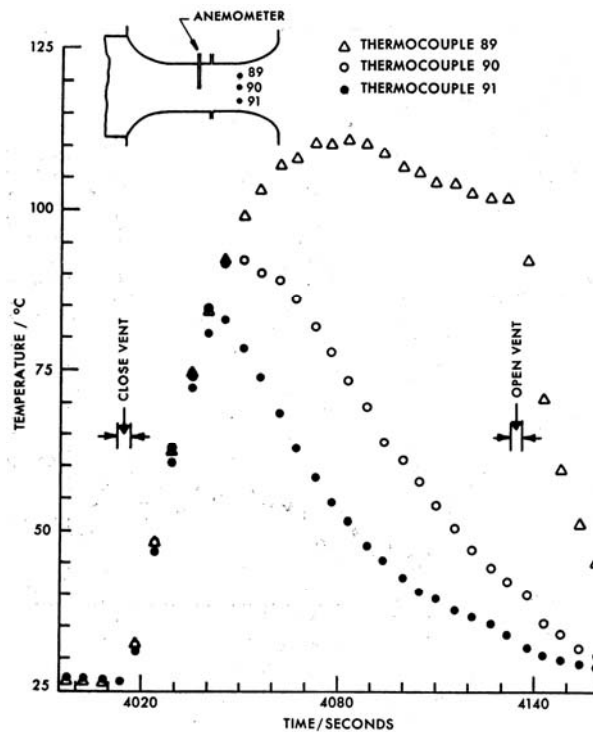 ANEMOMETER
89
90
91
THERMOCOUPLE 89
THERMOCOUPLE 90
THERMOCOUPLE 91
125
100
75
50
25
TEMPERATURE / °C
CLOSE VENT
OPEN VENT
4020
4080
4140
TIME/SECONDS